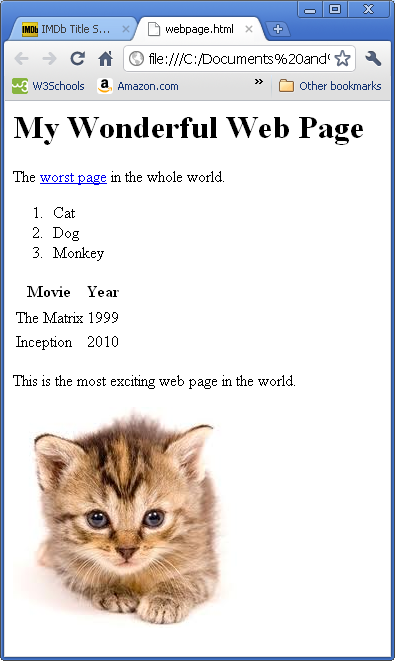 IMDb IMDb Title S...
webpage.html
file:///C:/Documents%20and
w3 W3Schools
a Amazon.com
»
Other bookmarks
My Wonderful Web Page
The worst page in the whole world.
1. Cat
2. Dog
3. Monkey
Movie Year
The Matrix 1999
Inception 2010
This is the most exciting web page in the world.